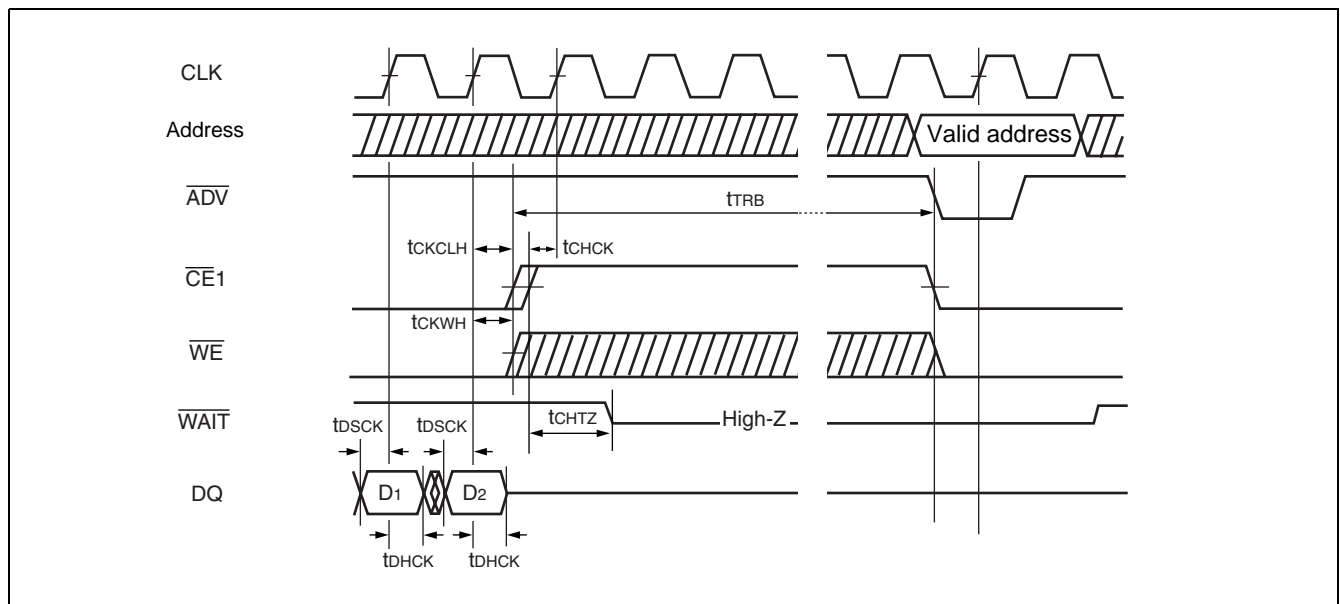 CLK
Address
Valid address
ADV
tTRB
tCKCLH
tCHCK
CE1
tCKWH
WE
WAIT
tCHTZ
High-Z
tDSCK
tDSCK
DQ
D1
D2
tDHCK
tDHCK